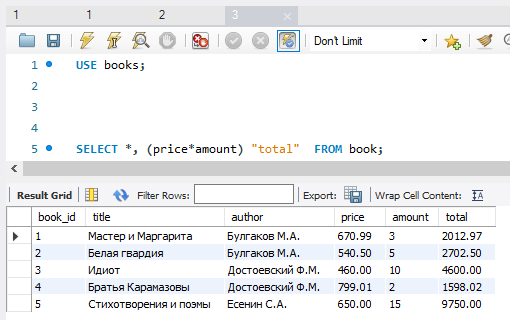 1 1 2 3
Don't Limit
1 USE books;
2
3
4
5 SELECT *, (price*amount) "total" FROM book;
Result Grid Filter Rows: Export: Wrap Cell Content:
book_id title author price amount total
1 Мастер и Маргарита Булгаков М.А. 670.99 3 2012.97
2 Белая гвардия Булгаков М.А. 540.50 5 2702.50
3 Идиот Достоевский Ф.М. 460.00 10 4600.00
4 Братья Карамазовы Достоевский Ф.М. 799.01 2 1598.02
5 Стихотворения и поэмы Есенин С.А. 650.00 15 9750.00